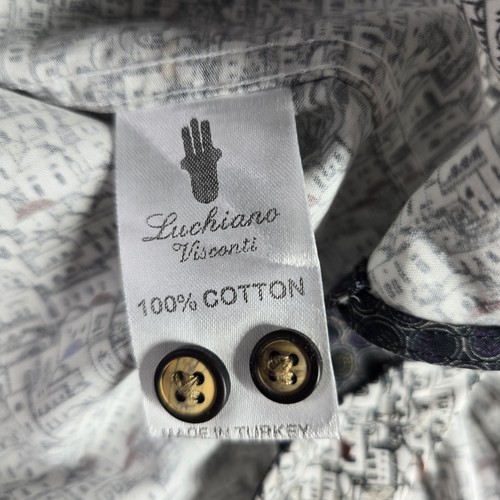 Luchiano
Visconti
100% COTTON
MADE IN TURKEY